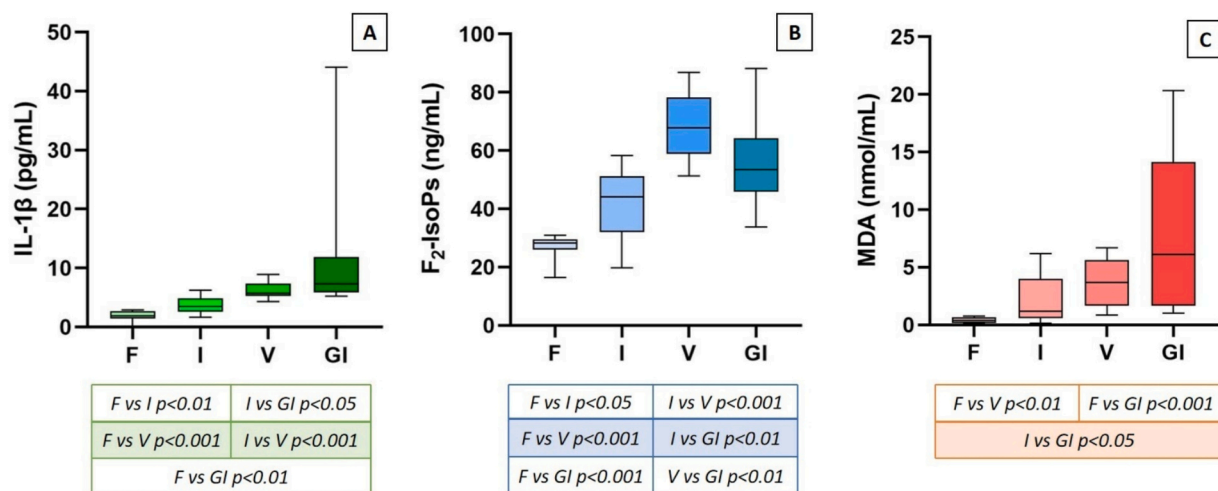 A
IL-1β (pg/mL)
50
40
30
20
10
0
F I V GI
F vs I p<0.01 I vs GI p<0.05
F vs V p<0.001 I vs V p<0.001
F vs GI p<0.01
B
F₂-IsoPs (ng/mL)
100
80
60
40
20
0
F I V GI
F vs I p<0.05 I vs V p<0.001
F vs V p<0.001 I vs GI p<0.01
F vs GI p<0.001 V vs GI p<0.01
C
MDA (nmol/mL)
25
20
15
10
5
0
F I V GI
F vs V p<0.01 F vs GI p<0.001
I vs GI p<0.05